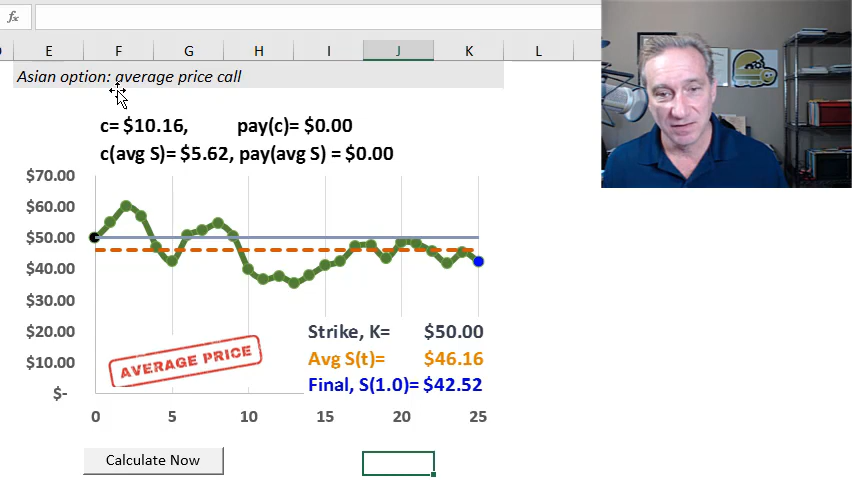 fx
E F G H I J K L
Asian option: average price call
c= $10.16, pay(c)= $0.00
c(avg S)= $5.62, pay(avg S) = $0.00
$70.00
$60.00
$50.00
$40.00
$30.00
$20.00
$10.00
$-
AVERAGE PRICE
Strike, K= $50.00
Avg S(t)= $46.16
Final, S(1.0)= $42.52
0 5 10 15 20 25
Calculate Now